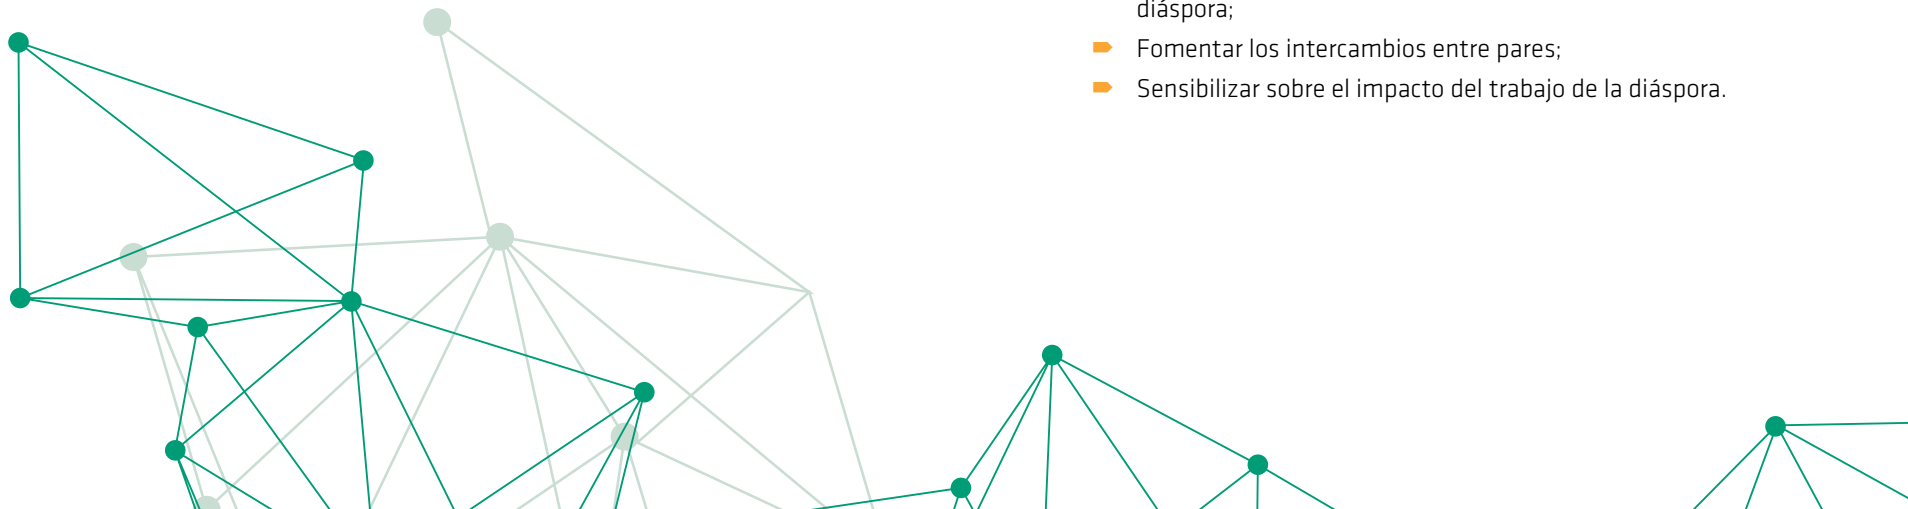 diáspora;
Fomentar los intercambios entre pares;
Sensibilizar sobre el impacto del trabajo de la diáspora.